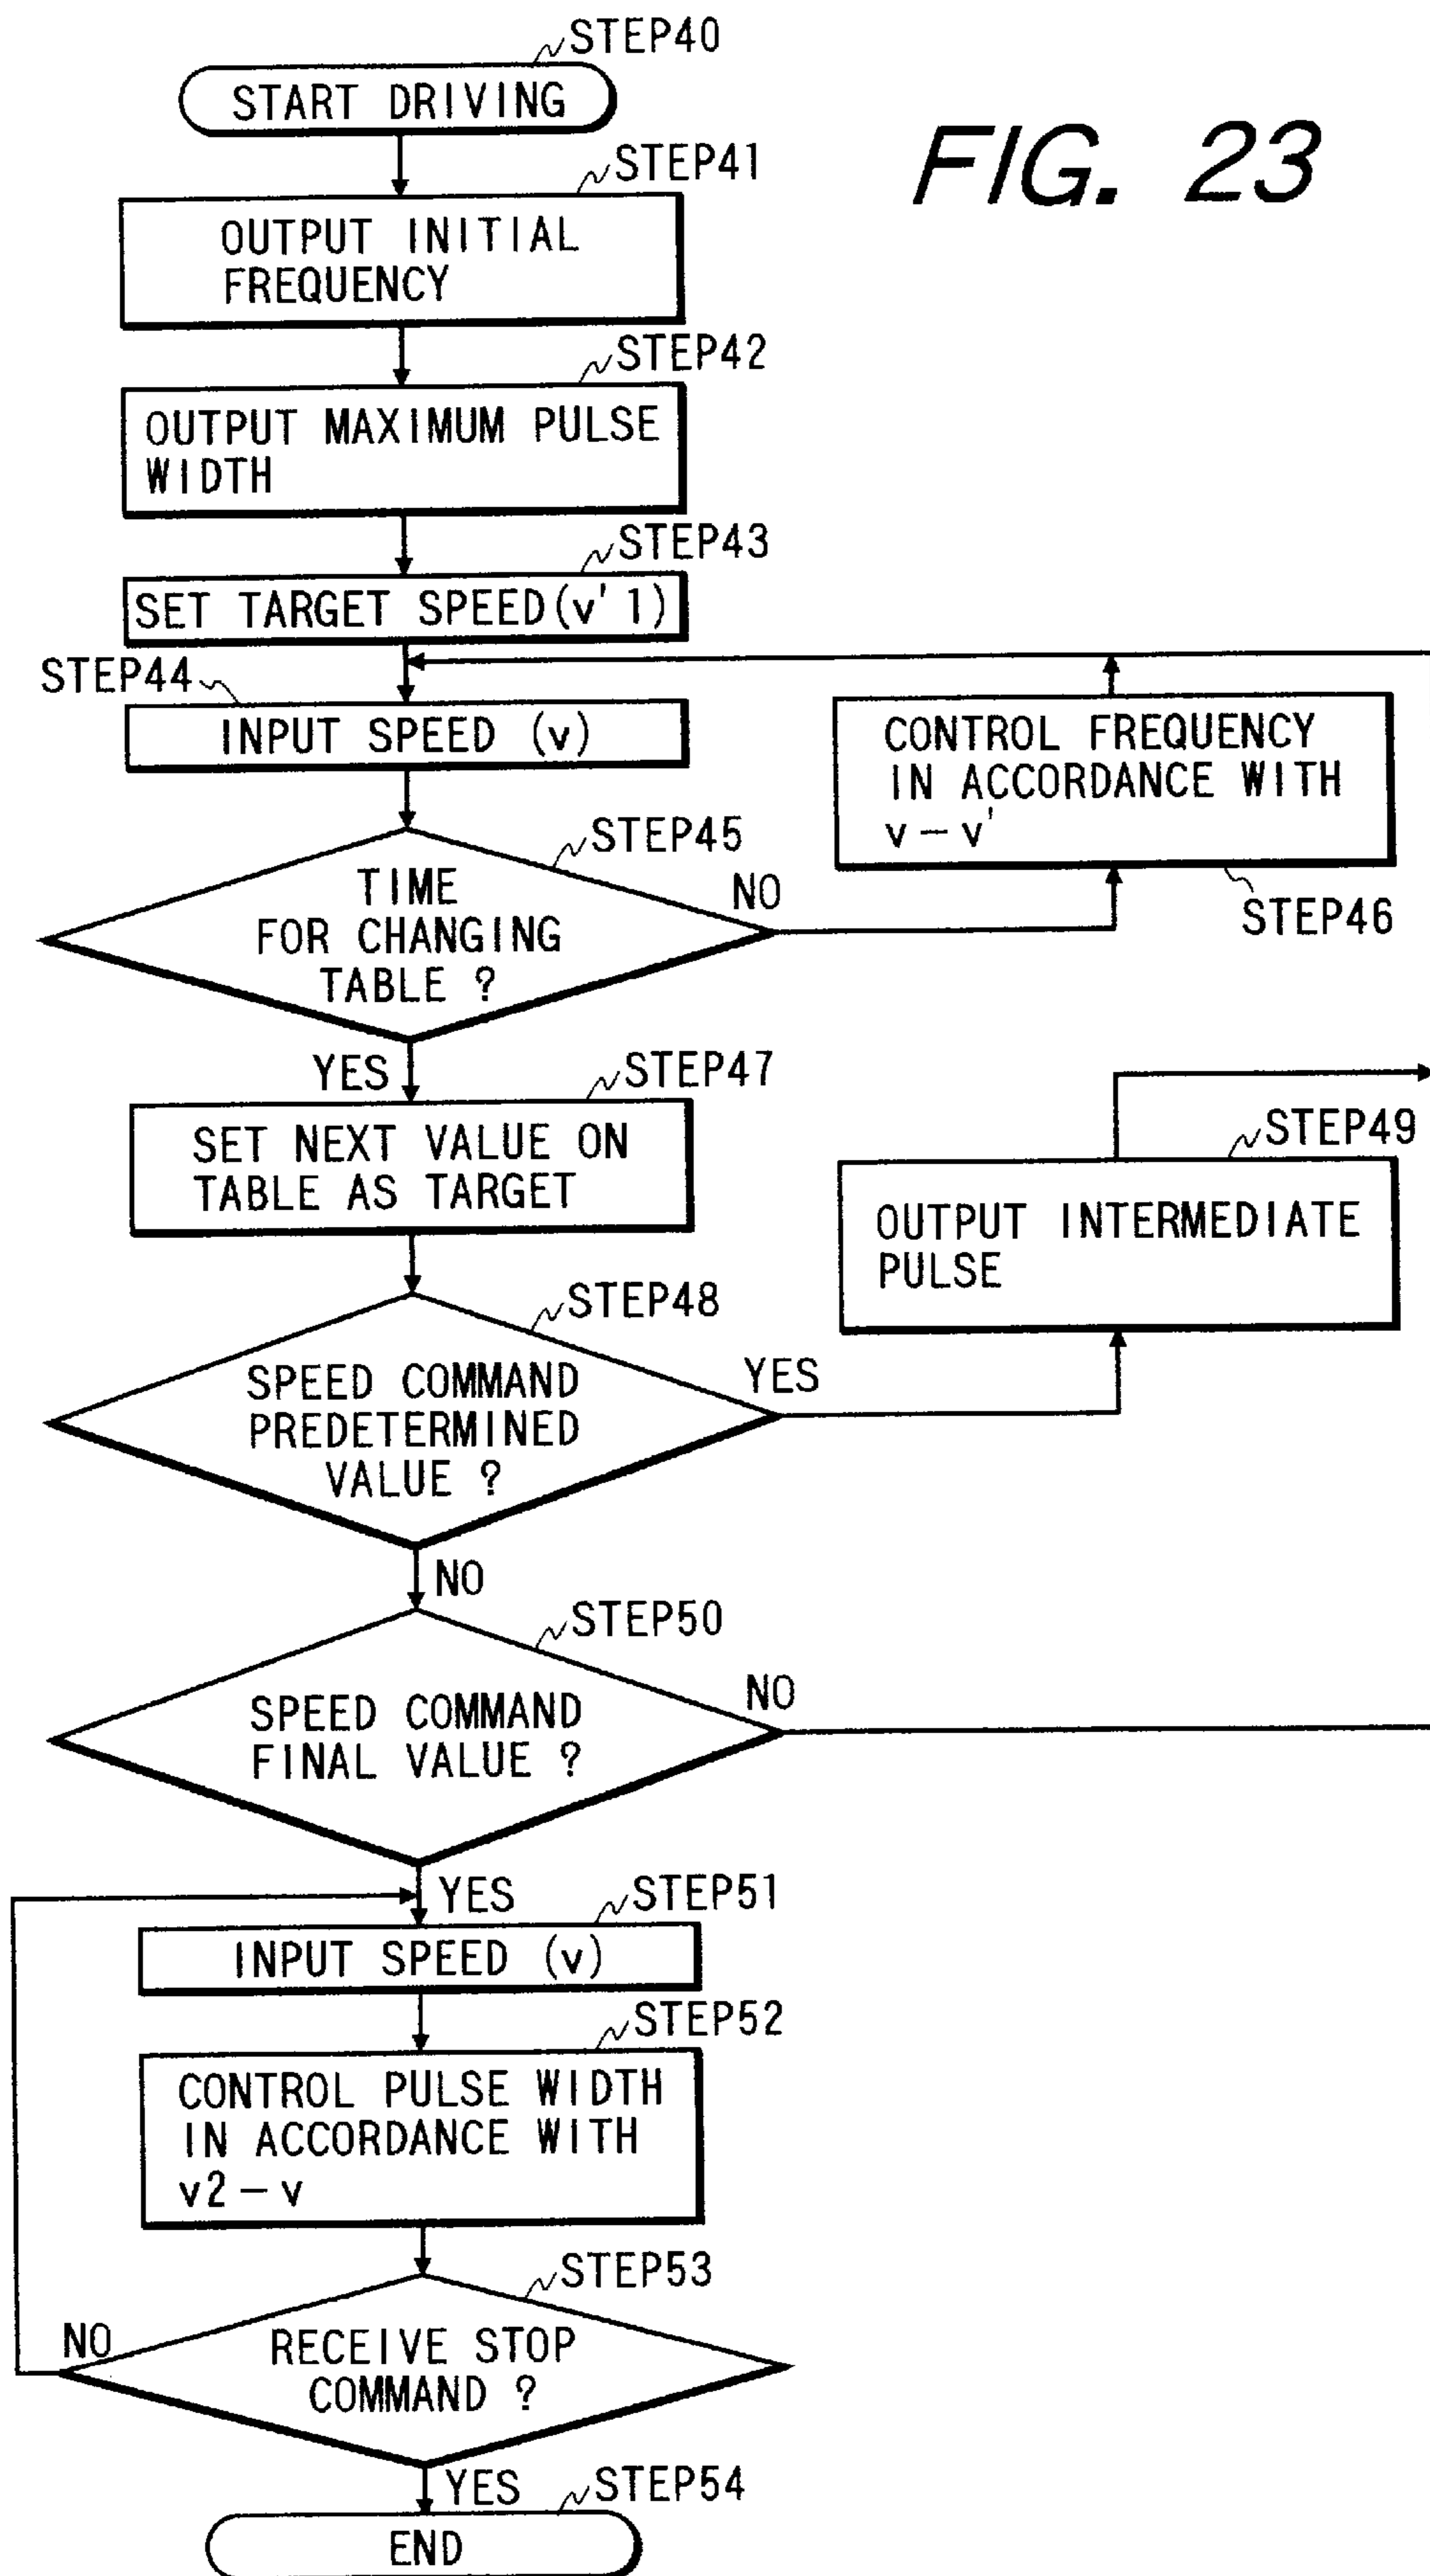 STEP40
START DRIVING
FIG. 23
STEP41
OUTPUT INITIAL
FREQUENCY
STEP42
OUTPUT MAXIMUM PULSE
WIDTH
STEP43
SET TARGET SPEED(v'1)
STEP44
INPUT SPEED (v)
CONTROL FREQUENCY
IN ACCORDANCE WITH
v-v'
STEP46
STEP45
TIME
FOR CHANGING
TABLE ?
NO
YES
STEP47
SET NEXT VALUE ON
TABLE AS TARGET
STEP49
OUTPUT INTERMEDIATE
PULSE
STEP48
SPEED COMMAND
PREDETERMINED
VALUE ?
YES
NO
STEP50
SPEED COMMAND
FINAL VALUE ?
NO
YES
STEP51
INPUT SPEED (v)
STEP52
CONTROL PULSE WIDTH
IN ACCORDANCE WITH
v2-v
STEP53
RECEIVE STOP
COMMAND ?
NO
YES
STEP54
END